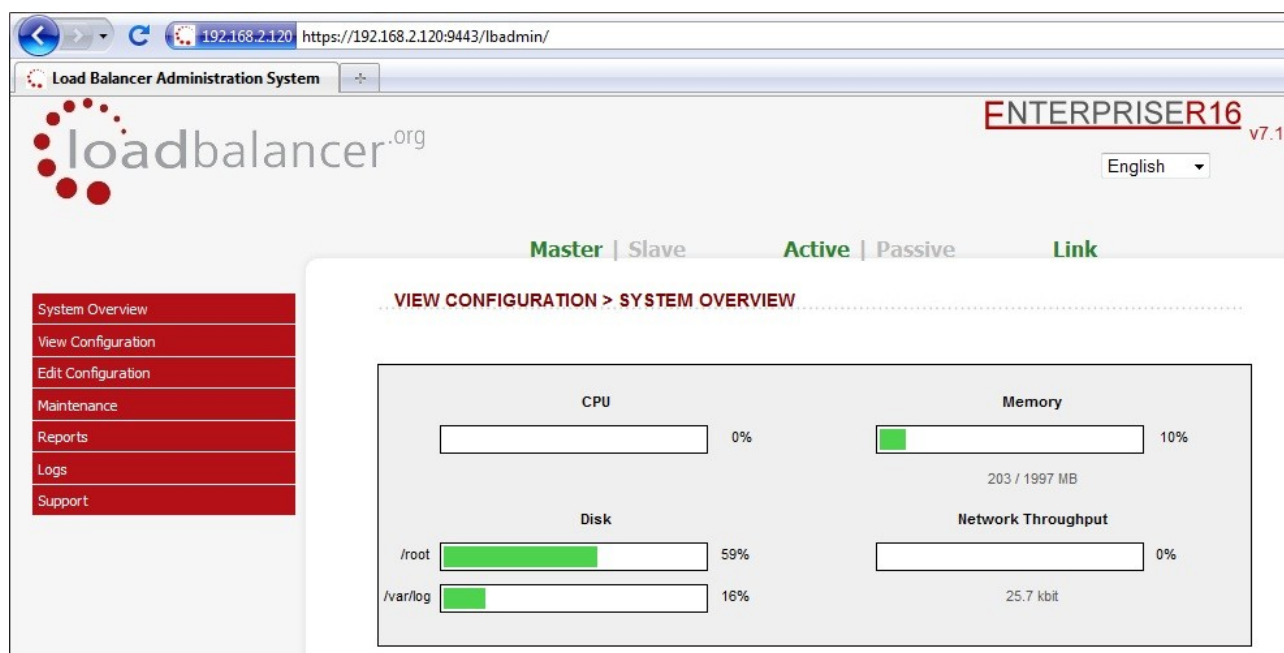 192.168.2.120 https://192.168.2.120:9443/lbadmin/
Load Balancer Administration System
loadbalancer.org
ENTERPRISER16 v7.1
English
Master | Slave Active | Passive Link
System Overview
View Configuration
Edit Configuration
Maintenance
Reports
Logs
Support
VIEW CONFIGURATION > SYSTEM OVERVIEW
CPU Memory
0% 10%
203 / 1997 MB
Disk Network Throughput
/root 59% 0%
/var/log 16% 25.7 kbit